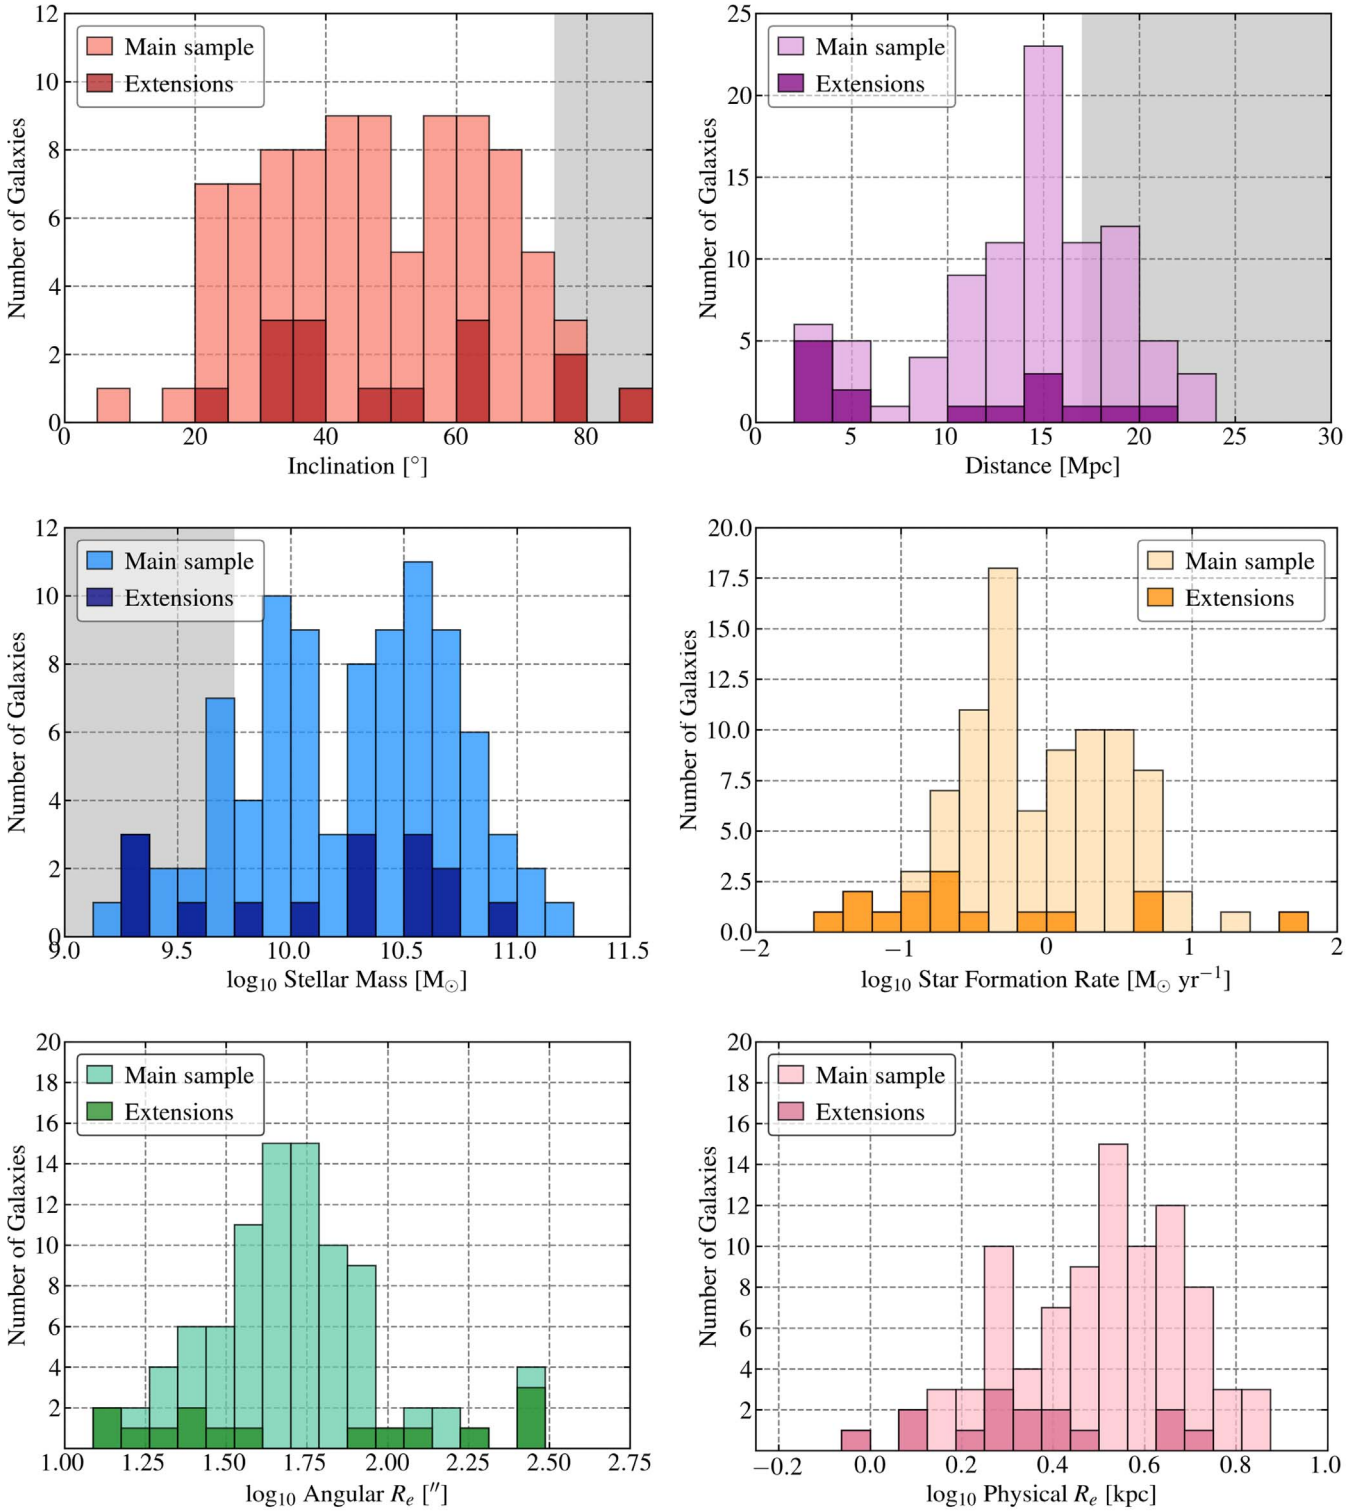 12
10
8
6
4
2
0
Number of Galaxies
Main sample
Extensions
0 20 40 60 80
Inclination [°]
25
20
15
10
5
0
Number of Galaxies
Main sample
Extensions
0 5 10 15 20 25 30
Distance [Mpc]
12
10
8
6
4
2
0
Number of Galaxies
Main sample
Extensions
9.0 9.5 10.0 10.5 11.0 11.5
log₁₀ Stellar Mass [M☉]
20.0
17.5
15.0
12.5
10.0
7.5
5.0
2.5
0.0
Number of Galaxies
Main sample
Extensions
−2 −1 0 1 2
log₁₀ Star Formation Rate [M☉ yr⁻¹]
20
18
16
14
12
10
8
6
4
2
Number of Galaxies
Main sample
Extensions
1.00 1.25 1.50 1.75 2.00 2.25 2.50 2.75
log₁₀ Angular Rₑ [″]
20
18
16
14
12
10
8
6
4
2
Number of Galaxies
Main sample
Extensions
−0.2 0.0 0.2 0.4 0.6 0.8 1.0
log₁₀ Physical Rₑ [kpc]